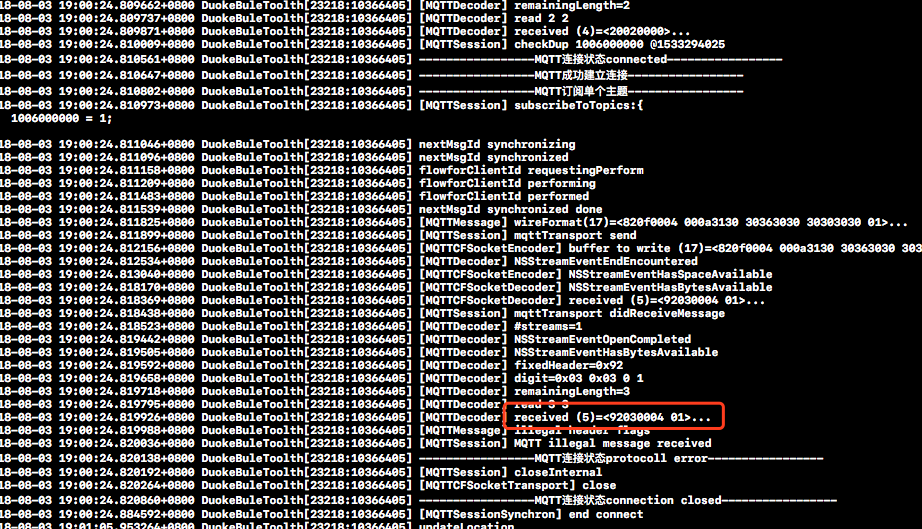 18-08-03 19:00:24.809662+0800 DuokeBuleToolth[23218:10366405] [MQTTDecoder] remainingLength=2
18-08-03 19:00:24.809737+0800 DuokeBuleToolth[23218:10366405] [MQTTDecoder] read 2 2
18-08-03 19:00:24.809871+0800 DuokeBuleToolth[23218:10366405] [MQTTDecoder] received (4)=<20020000>...
18-08-03 19:00:24.810009+0800 DuokeBuleToolth[23218:10366405] [MQTTSession] checkDup 1006000000 @1533294025
18-08-03 19:00:24.810561+0800 DuokeBuleToolth[23218:10366405] -----------------MQTT连接状态connected-----------------
18-08-03 19:00:24.810647+0800 DuokeBuleToolth[23218:10366405] -----------------MQTT成功建立连接-----------------
18-08-03 19:00:24.810802+0800 DuokeBuleToolth[23218:10366405] -----------------MQTT订阅单个主题-----------------
18-08-03 19:00:24.810973+0800 DuokeBuleToolth[23218:10366405] [MQTTSession] subscribeToTopics:{
1006000000 = 1;
18-08-03 19:00:24.811046+0800 DuokeBuleToolth[23218:10366405] nextMsgId synchronizing
18-08-03 19:00:24.811096+0800 DuokeBuleToolth[23218:10366405] nextMsgId synchronized
18-08-03 19:00:24.811158+0800 DuokeBuleToolth[23218:10366405] flowforClientId requestingPerform
18-08-03 19:00:24.811209+0800 DuokeBuleToolth[23218:10366405] flowforClientId performing
18-08-03 19:00:24.811483+0800 DuokeBuleToolth[23218:10366405] flowforClientId performed
18-08-03 19:00:24.811539+0800 DuokeBuleToolth[23218:10366405] nextMsgId synchronized done
18-08-03 19:00:24.811825+0800 DuokeBuleToolth[23218:10366405] [MQTTMessage] wireFormat(17)=<820f0004 000a3130 30363030 30303030 01>...
18-08-03 19:00:24.811899+0800 DuokeBuleToolth[23218:10366405] [MQTTSession] mqttTransport send
18-08-03 19:00:24.812156+0800 DuokeBuleToolth[23218:10366405] [MQTTCFSocketEncoder] buffer to write (17)=<820f0004 000a3130 30363030 303
18-08-03 19:00:24.812534+0800 DuokeBuleToolth[23218:10366405] [MQTTDecoder] NSStreamEventEndEncountered
18-08-03 19:00:24.813040+0800 DuokeBuleToolth[23218:10366405] [MQTTCFSocketEncoder] NSStreamEventHasSpaceAvailable
18-08-03 19:00:24.818170+0800 DuokeBuleToolth[23218:10366405] [MQTTCFSocketDecoder] NSStreamEventHasBytesAvailable
18-08-03 19:00:24.818369+0800 DuokeBuleToolth[23218:10366405] [MQTTCFSocketDecoder] received (5)=<92030004 01>...
18-08-03 19:00:24.818438+0800 DuokeBuleToolth[23218:10366405] [MQTTSession] mqttTransport didReceiveMessage
18-08-03 19:00:24.818523+0800 DuokeBuleToolth[23218:10366405] [MQTTDecoder] #streams=1
18-08-03 19:00:24.819442+0800 DuokeBuleToolth[23218:10366405] [MQTTDecoder] NSStreamEventOpenCompleted
18-08-03 19:00:24.819505+0800 DuokeBuleToolth[23218:10366405] [MQTTDecoder] NSStreamEventHasBytesAvailable
18-08-03 19:00:24.819592+0800 DuokeBuleToolth[23218:10366405] [MQTTDecoder] fixedHeader=0x92
18-08-03 19:00:24.819658+0800 DuokeBuleToolth[23218:10366405] [MQTTDecoder] digit=0x03 0x03 0 1
18-08-03 19:00:24.819718+0800 DuokeBuleToolth[23218:10366405] [MQTTDecoder] remainingLength=3
18-08-03 19:00:24.819795+0800 DuokeBuleToolth[23218:10366405] [MQTTDecoder] read 3 3
18-08-03 19:00:24.819926+0800 DuokeBuleToolth[23218:10366405] [MQTTDecoder] received (5)=<92030004 01>...
18-08-03 19:00:24.819988+0800 DuokeBuleToolth[23218:10366405] [MQTTMessage] illegal header flags
18-08-03 19:00:24.820036+0800 DuokeBuleToolth[23218:10366405] [MQTTSession] MQTT illegal message received
18-08-03 19:00:24.820138+0800 DuokeBuleToolth[23218:10366405] -----------------MQTT连接状态protocoll error-----------------
18-08-03 19:00:24.820192+0800 DuokeBuleToolth[23218:10366405] [MQTTSession] closeInternal
18-08-03 19:00:24.820264+0800 DuokeBuleToolth[23218:10366405] [MQTTCFSocketTransport] close
18-08-03 19:00:24.820860+0800 DuokeBuleToolth[23218:10366405] -----------------MQTT连接状态connection closed-----------------
18-08-03 19:00:24.884592+0800 DuokeBuleToolth[23218:10366405] [MQTTSessionSynchron] end connect
18-08-03 19:01:05.953264+0800 DuokeBuleToolth[23218:10366405] updateLocation